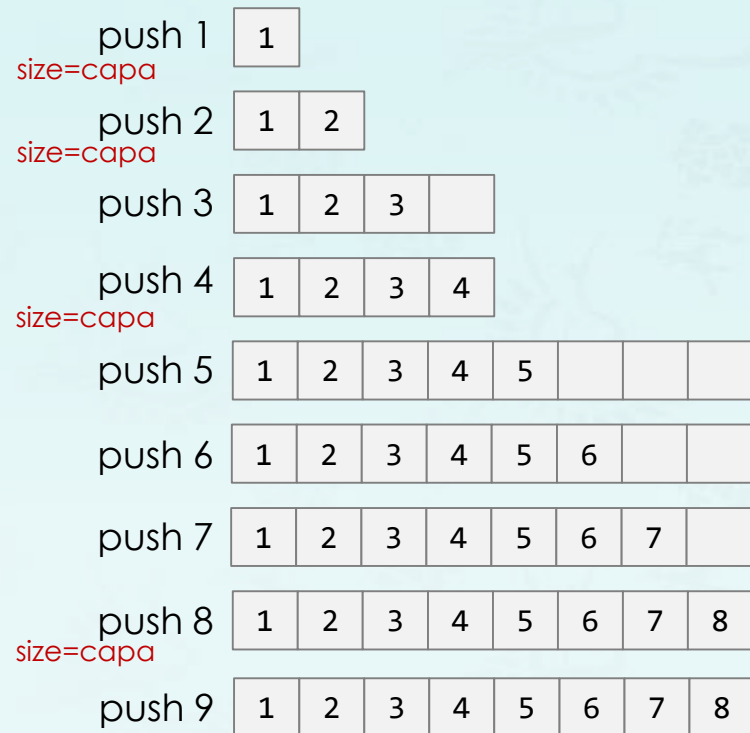 push 1 1
size=capa
push 2 1 2
size=capa
push 3 1 2 3
push 4 1 2 3 4
size=capa
push 5 1 2 3 4 5
push 6 1 2 3 4 5 6
push 7 1 2 3 4 5 6 7
push 8 1 2 3 4 5 6 7 8
size=capa
push 9 1 2 3 4 5 6 7 8